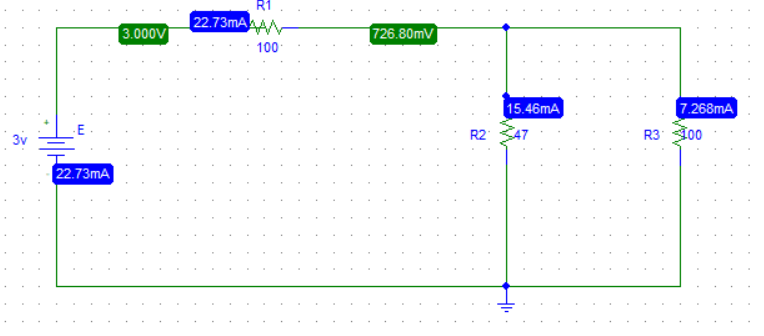 R1
22.73mA
3.000V
726.80mV
100
15.46mA
7.268mA
+
E
3v
R2
47
R3
100
22.73mA